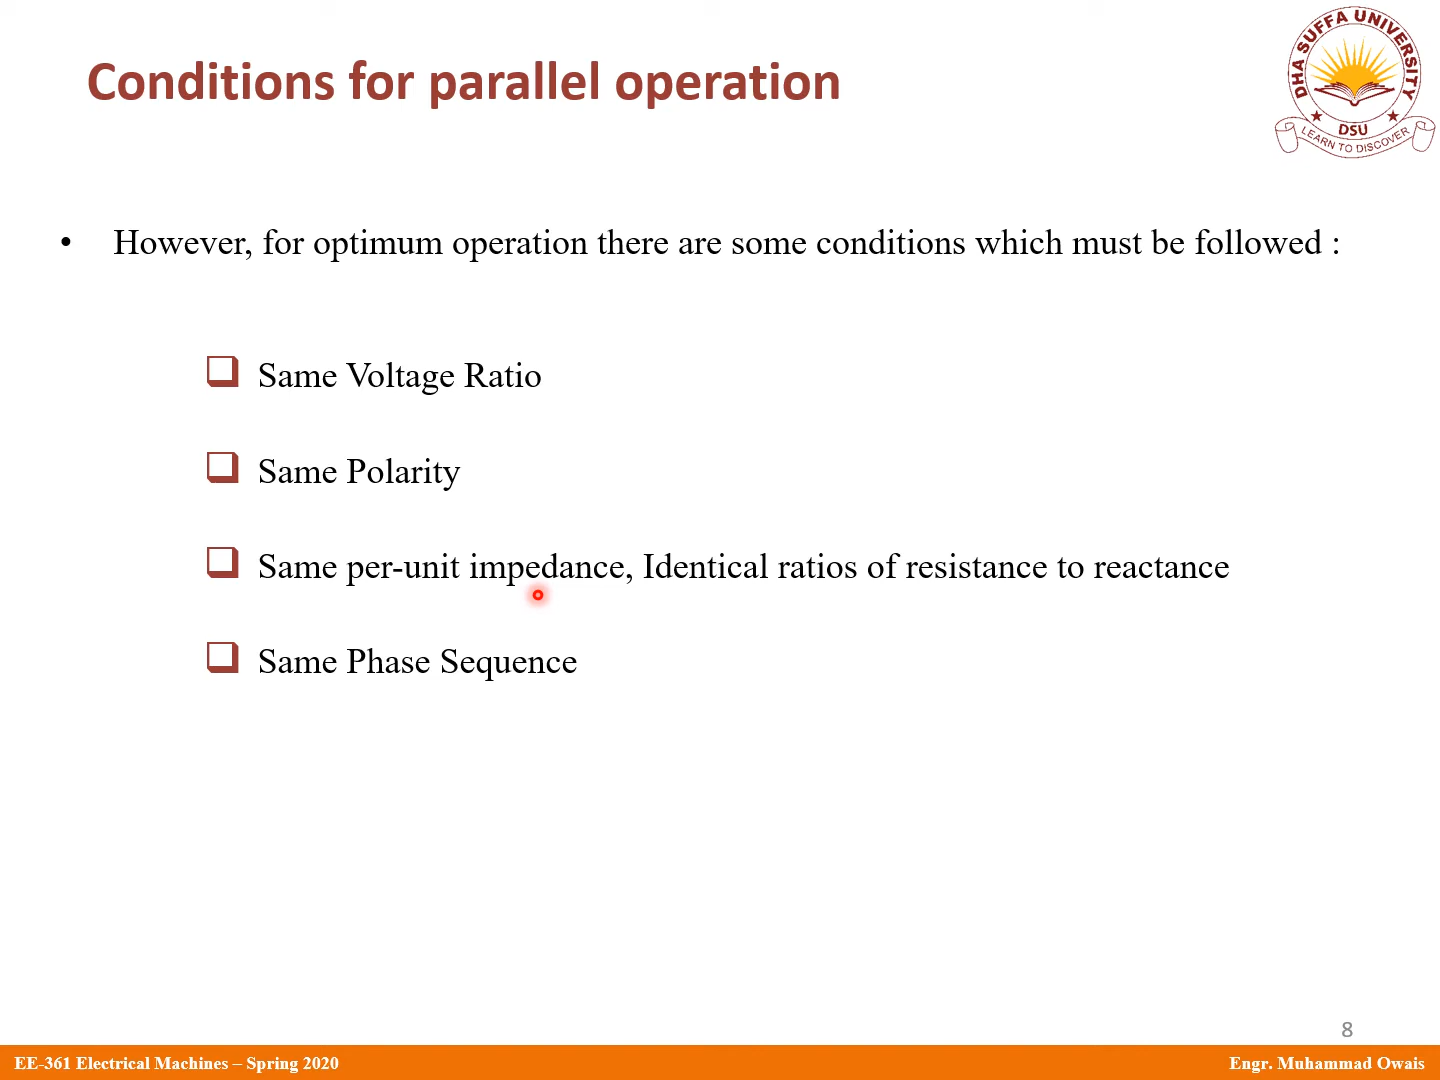 Conditions for parallel operation
DHA SUFFA UNIVERSITY
DSU
LEARN TO DISCOVER
• However, for optimum operation there are some conditions which must be followed :
❑ Same Voltage Ratio
❑ Same Polarity
❑ Same per-unit impedance, Identical ratios of resistance to reactance
❑ Same Phase Sequence
8
EE-361 Electrical Machines – Spring 2020
Engr. Muhammad Owais